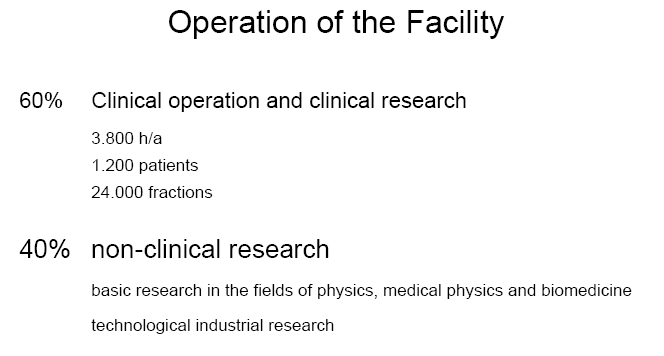 Operation of the Facility
60% Clinical operation and clinical research
3.800 h/a
1.200 patients
24.000 fractions
40% non-clinical research
basic research in the fields of physics, medical physics and biomedicine
technological industrial research